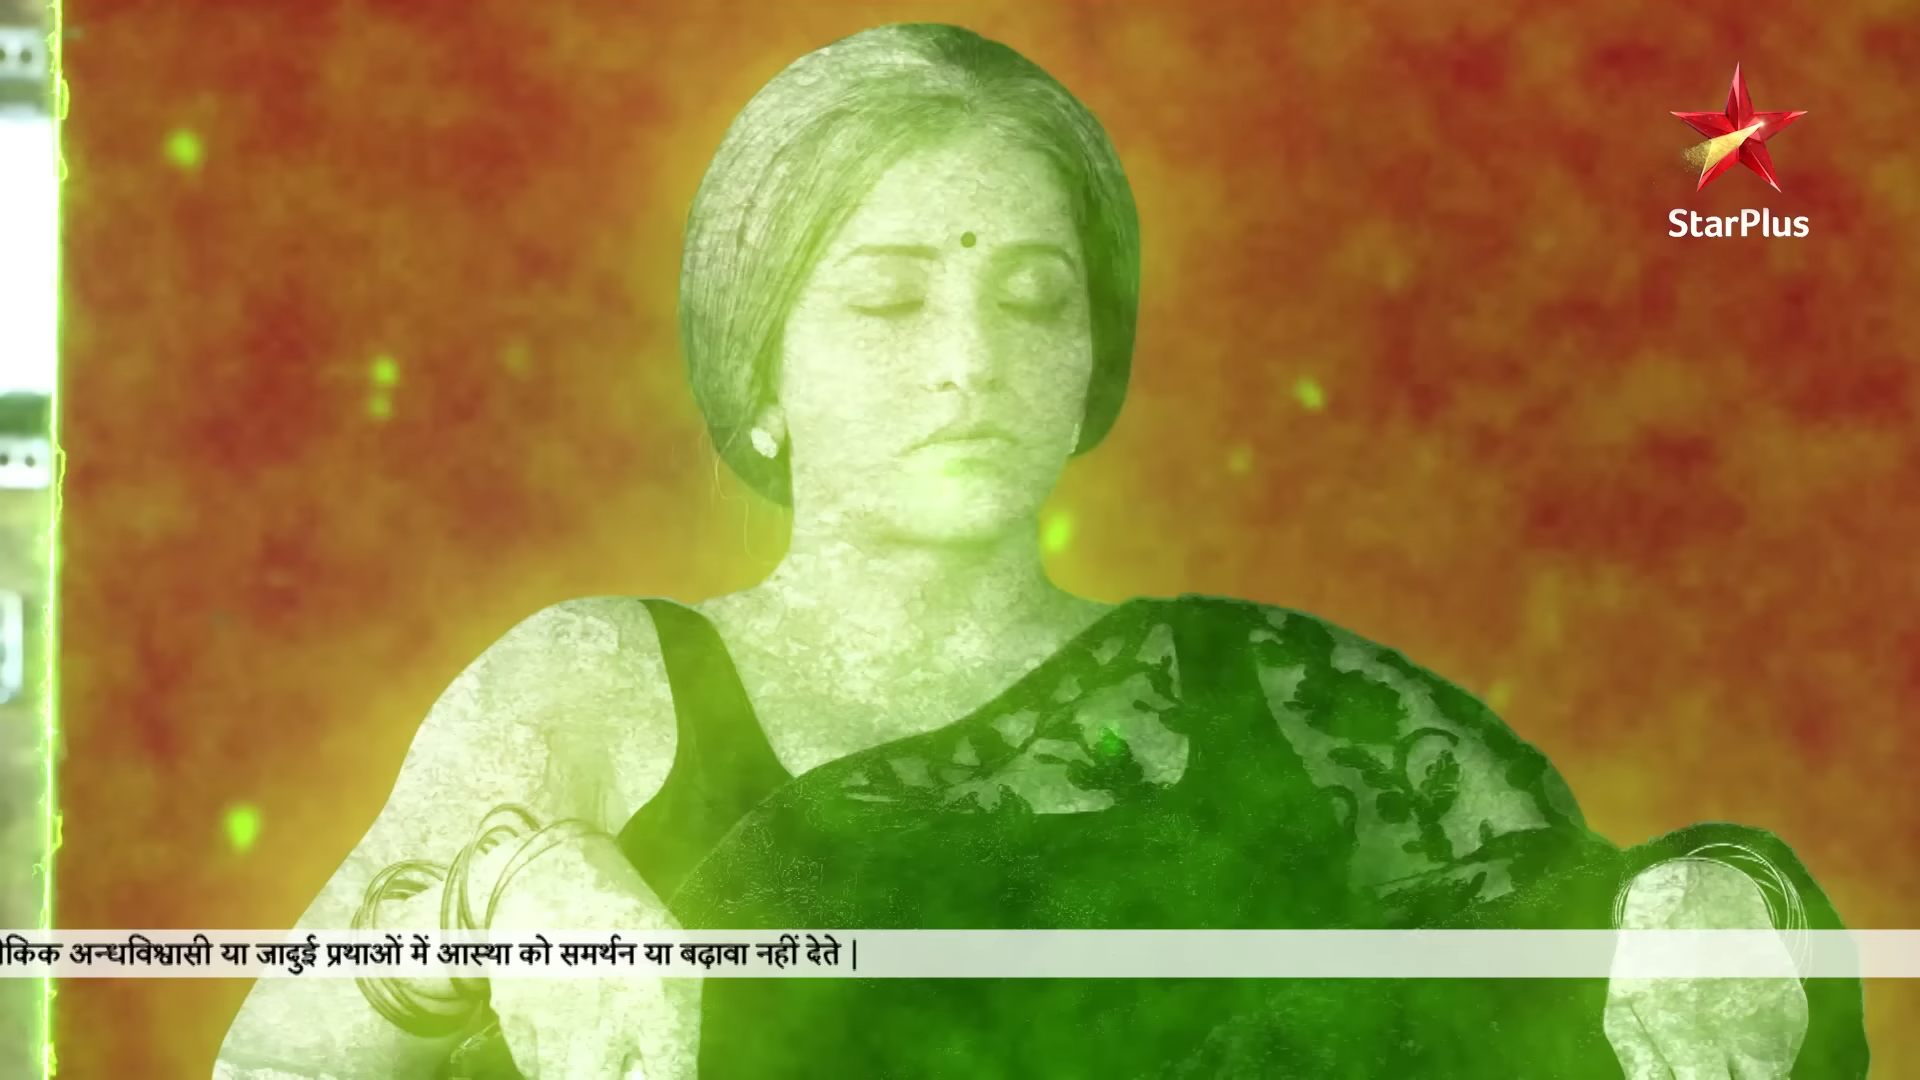 StarPlus
अन्धविश्वासी या जादुई प्रथाओं में आस्था को समर्थन या बढ़ावा नहीं देते |